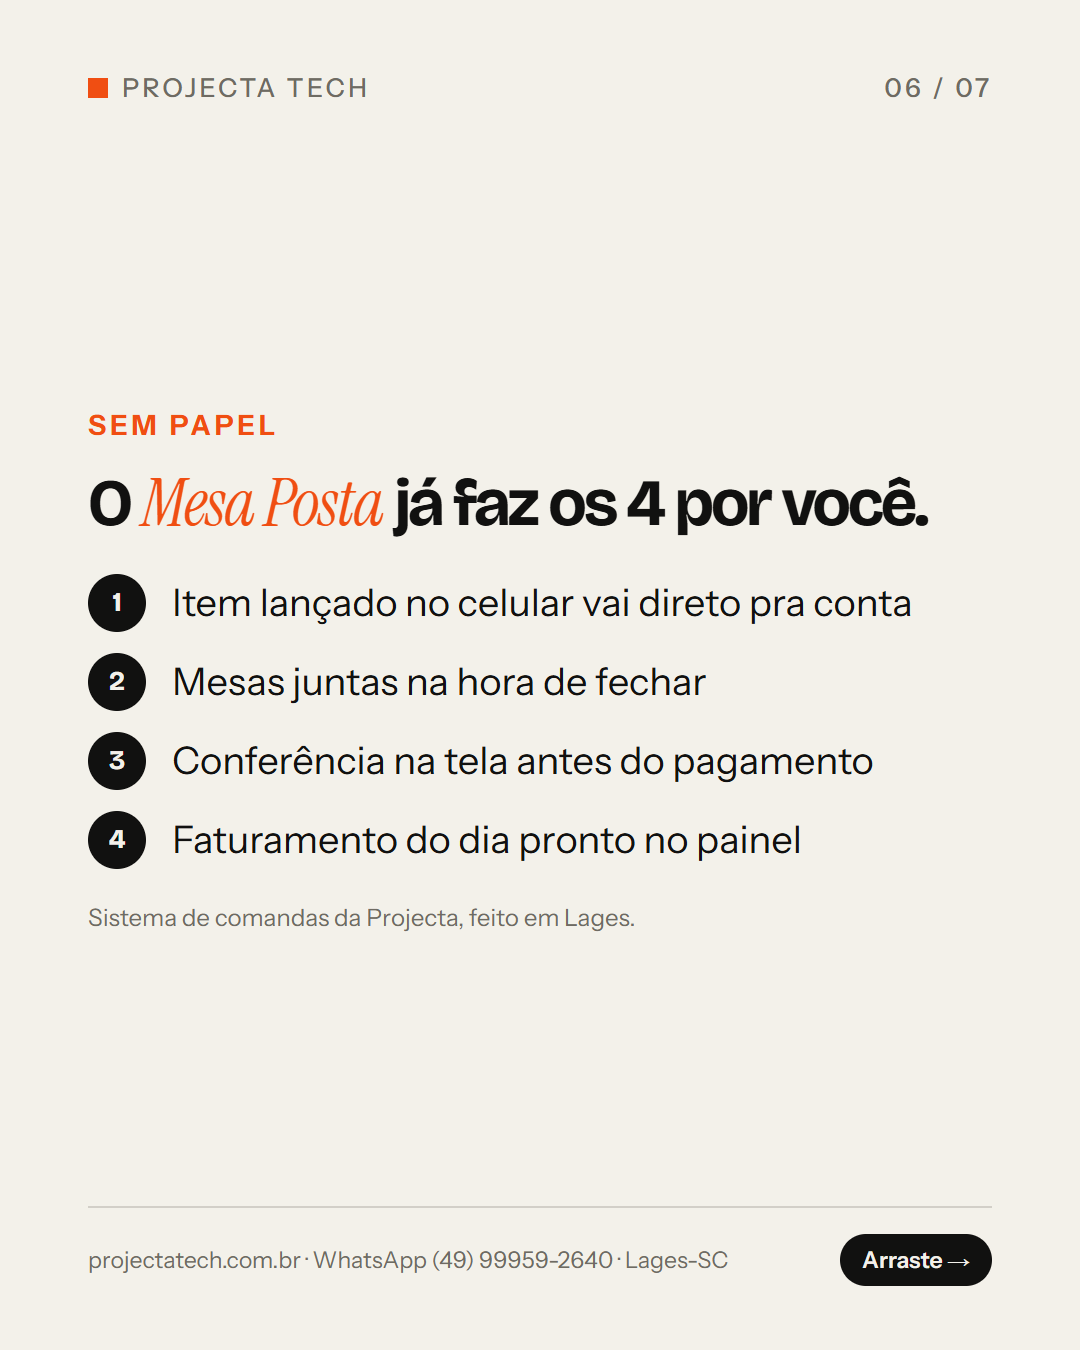 PROJECTA TECH
06 / 07
SEM PAPEL
O Mesa Posta já faz os 4 por você.
1 Item lançado no celular vai direto pra conta
2 Mesas juntas na hora de fechar
3 Conferência na tela antes do pagamento
4 Faturamento do dia pronto no painel
Sistema de comandas da Projecta, feito em Lages.
projectatech.com.br · WhatsApp (49) 99959-2640 · Lages-SC
Arraste →